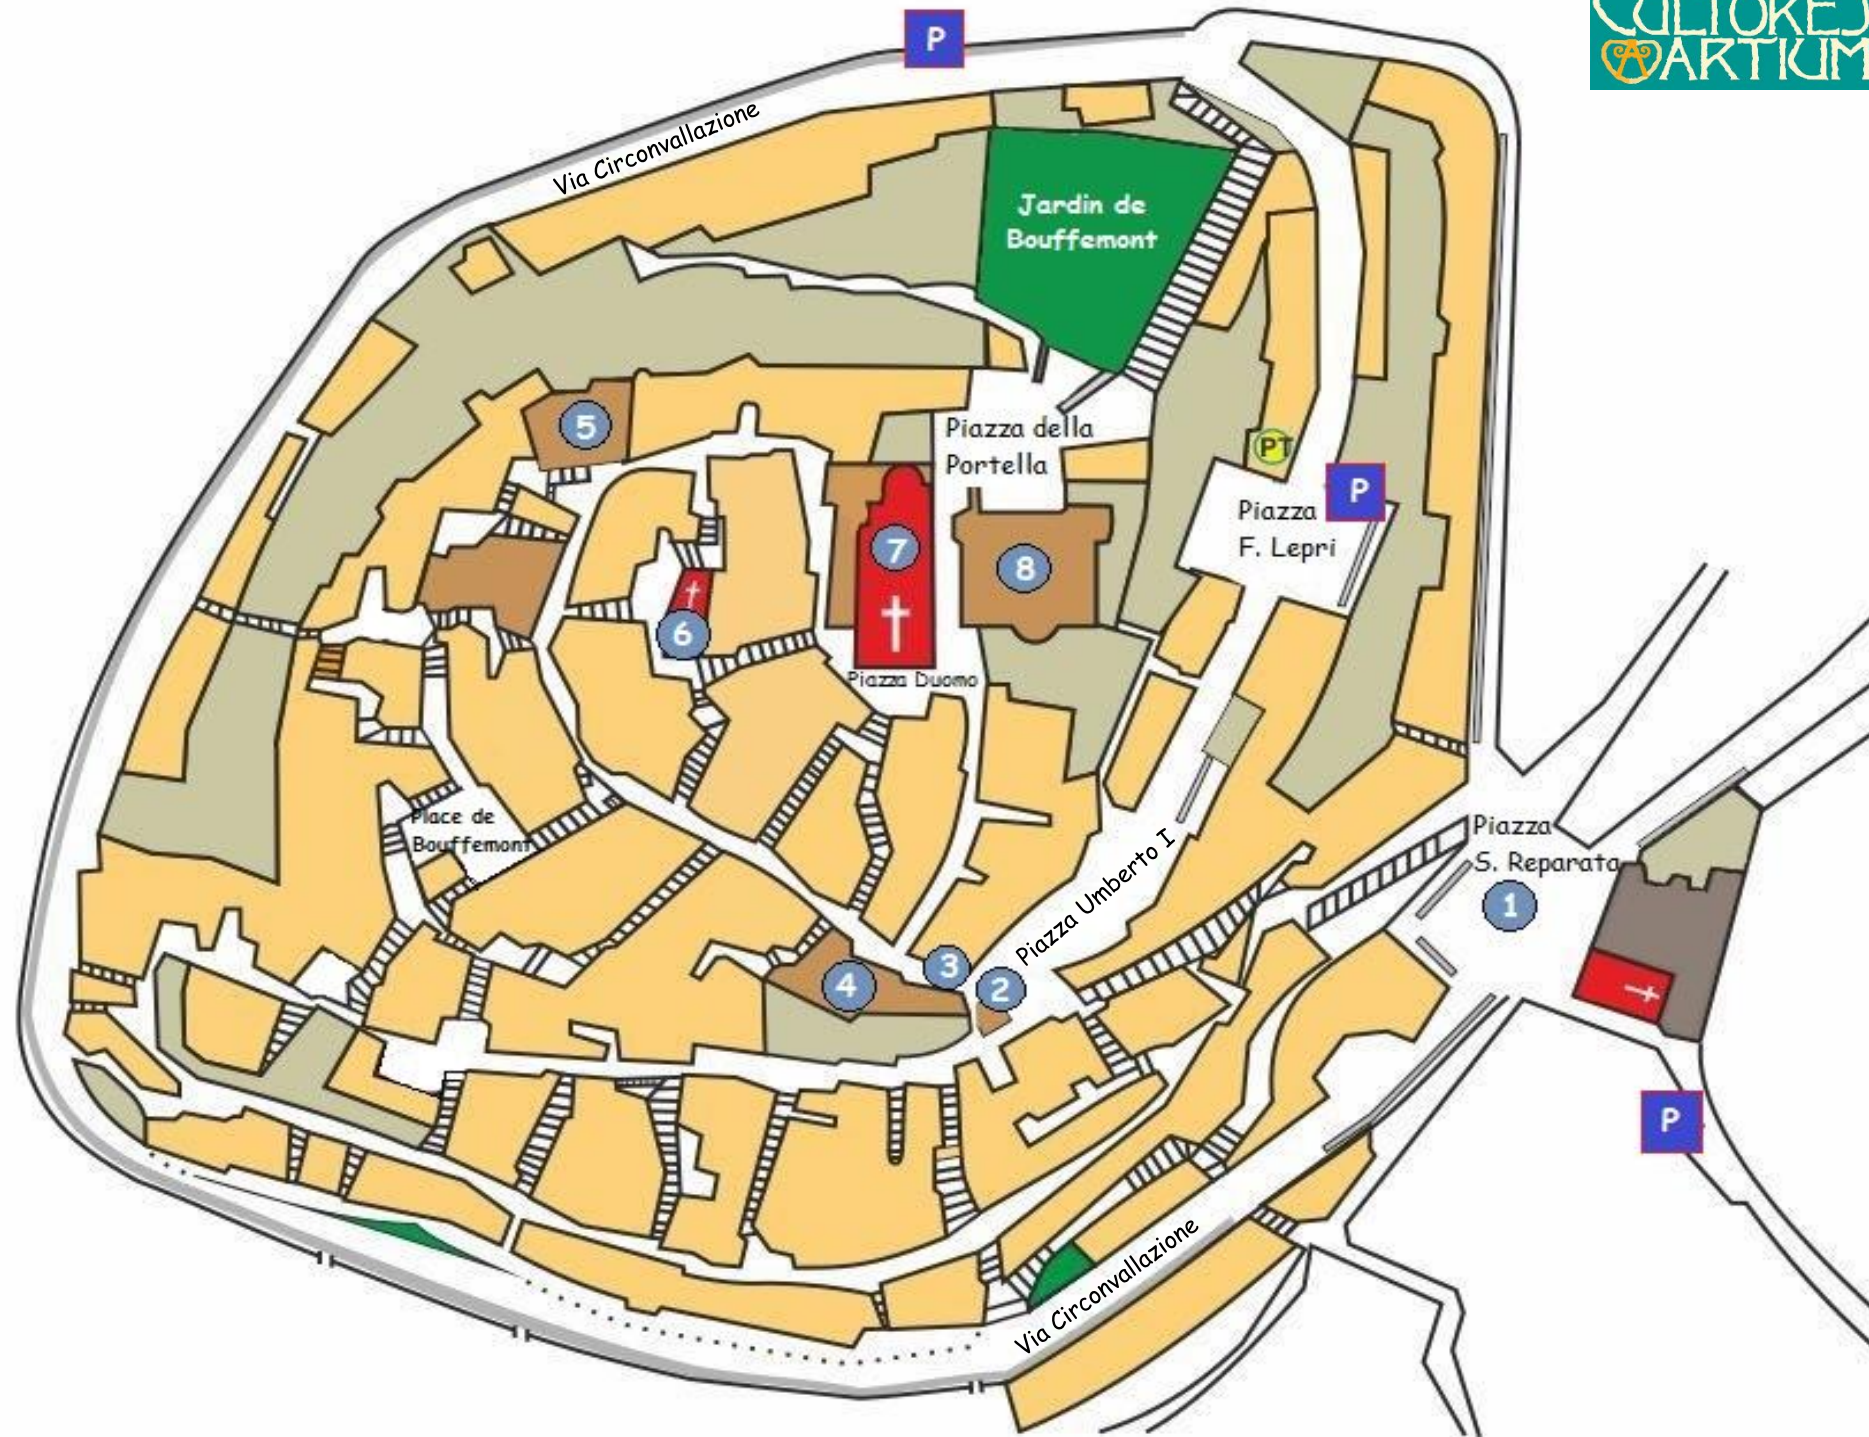 CULTORES
ARTIUM
P
Via Circonvallazione
Jardin de
Bouffemont
5
Piazza della
Portella
PT
P
Piazza
F. Lepri
7
8
6
Piazza Duomo
Place de
Bouffemont
Piazza Umberto I
Piazza
S. Reparata
1
3
2
4
P
Via Circonvallazione